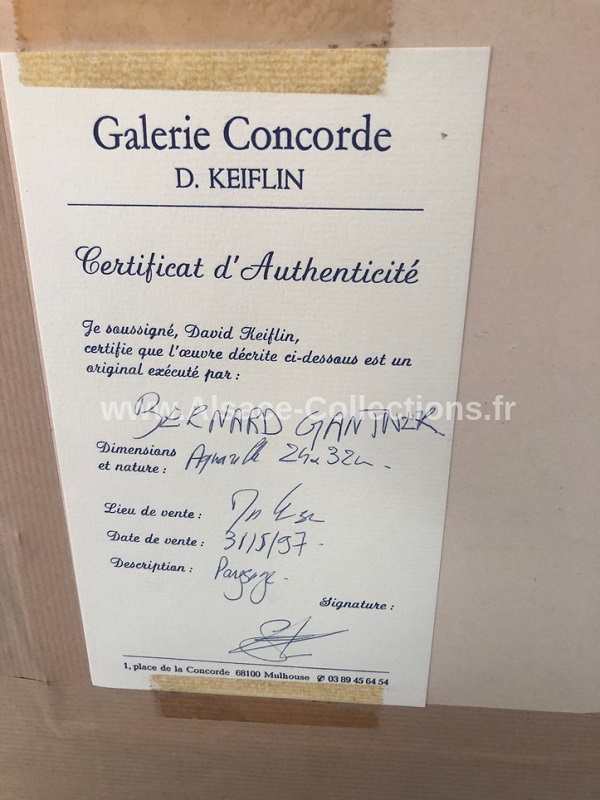 Galerie Concorde
D. KEIFLIN
Certificat d'Authenticité
Je soussigné, David Keiflin,
certifie que l'œuvre décrite ci-dessous est un
original exécuté par :
www.Alsace-Collections.fr
BERNARD GANTNER
Dimensions
et nature : Aquarelle 24x32
Lieu de vente :
Date de vente : 31/5/97
Description : Paysage.
Signature :
1, place de la Concorde 68100 Mulhouse ✆ 03 89 45 64 54